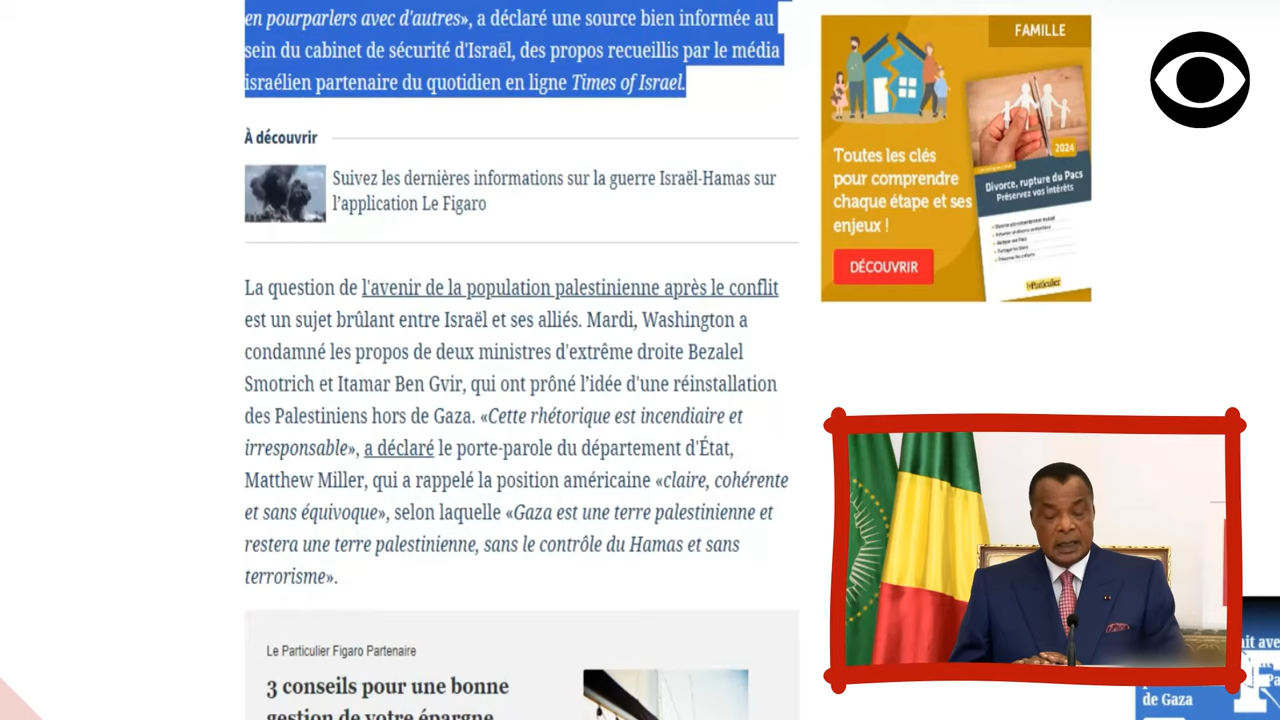 en pourparlers avec d'autres», a déclaré une source bien informée au
sein du cabinet de sécurité d'Israël, des propos recueillis par le média
israélien partenaire du quotidien en ligne Times of Israel.
À découvrir
Suivez les dernières informations sur la guerre Israël-Hamas sur
l’application Le Figaro
La question de l'avenir de la population palestinienne après le conflit
est un sujet brûlant entre Israël et ses alliés. Mardi, Washington a
condamné les propos de deux ministres d'extrême droite Bezalel
Smotrich et Itamar Ben Gvir, qui ont prôné l’idée d'une réinstallation
des Palestiniens hors de Gaza. «Cette rhétorique est incendiaire et
irresponsable», a déclaré le porte-parole du département d'État,
Matthew Miller, qui a rappelé la position américaine «claire, cohérente
et sans équivoque», selon laquelle «Gaza est une terre palestinienne et
restera une terre palestinienne, sans le contrôle du Hamas et sans
terrorisme».
Le Particulier Figaro Partenaire
3 conseils pour une bonne
gestion de votre épargne
FAMILLE
Toutes les clés
pour comprendre
chaque étape et ses
enjeux !
DÉCOUVRIR
2024
Divorce, rupture du Pacs
Préservez vos intérêts
le Particulier
de Gaza